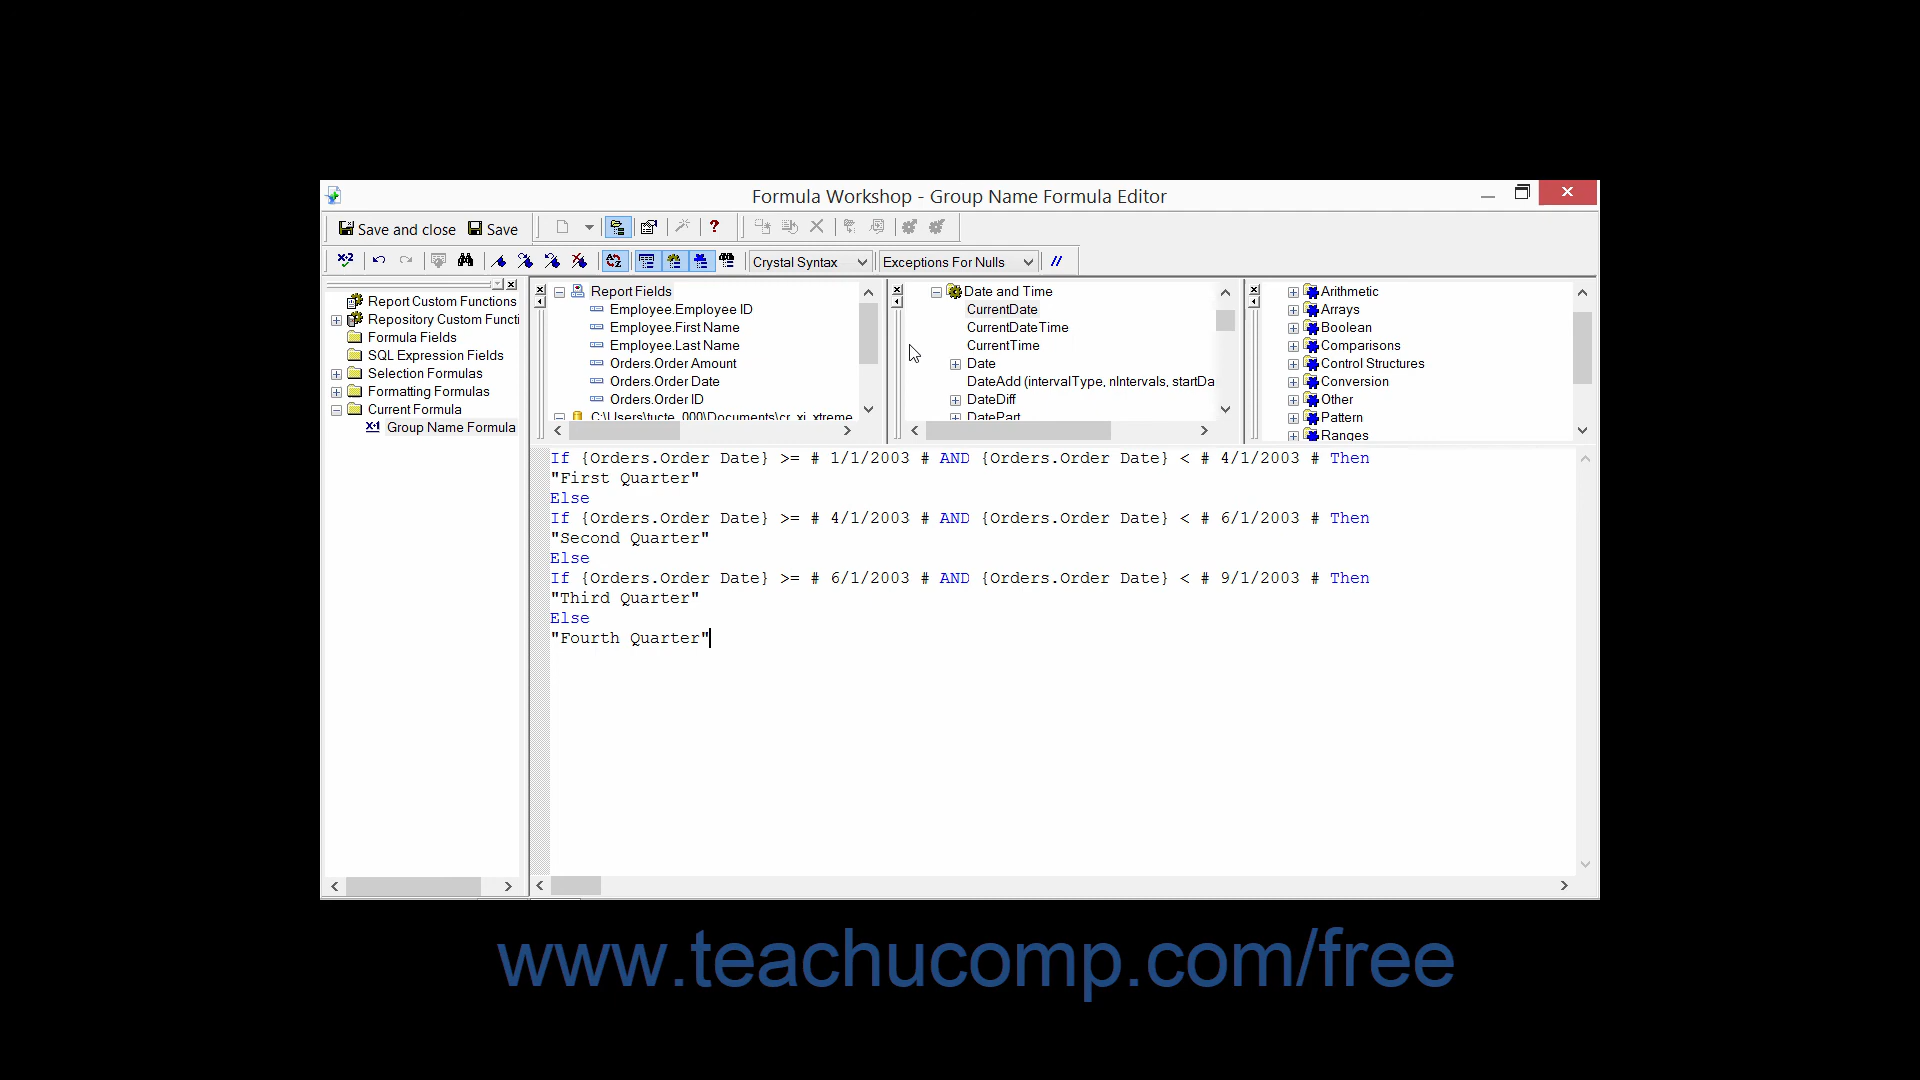 Formula Workshop - Group Name Formula Editor
Save and close Save
Crystal Syntax Exceptions For Nulls
Report Custom Functions
Repository Custom Functi
Formula Fields
SQL Expression Fields
Selection Formulas
Formatting Formulas
Current Formula
Group Name Formula
Report Fields
Employee.Employee ID
Employee.First Name
Employee.Last Name
Orders.Order Amount
Orders.Order Date
Orders.Order ID
C:\Users\tucte_000\Documents\cr_xi_xtreme
Date and Time
CurrentDate
CurrentDateTime
CurrentTime
Date
DateAdd (intervalType, nIntervals, startDa
DateDiff
DatePart
Arithmetic
Arrays
Boolean
Comparisons
Control Structures
Conversion
Other
Pattern
Ranges
If {Orders.Order Date} >= # 1/1/2003 # AND {Orders.Order Date} < # 4/1/2003 # Then
"First Quarter"
Else
If {Orders.Order Date} >= # 4/1/2003 # AND {Orders.Order Date} < # 6/1/2003 # Then
"Second Quarter"
Else
If {Orders.Order Date} >= # 6/1/2003 # AND {Orders.Order Date} < # 9/1/2003 # Then
"Third Quarter"
Else
"Fourth Quarter"
www.teachucomp.com/free